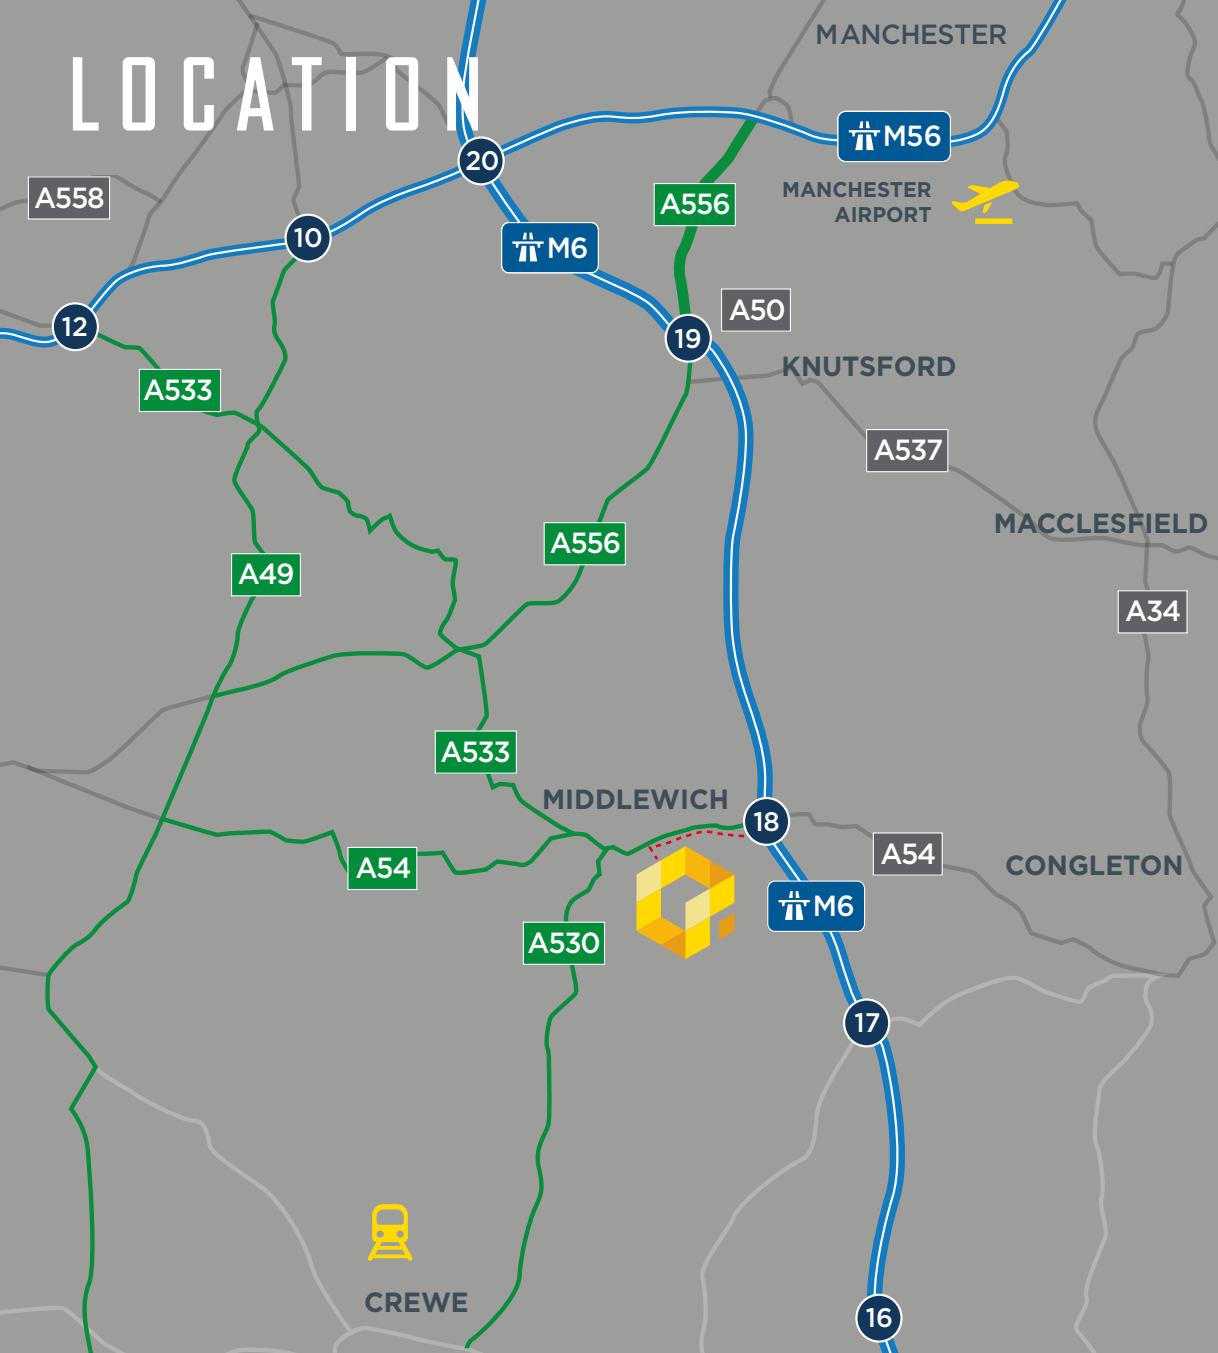 MANCHESTER
LOCATION
M56
20
A558
MANCHESTER
AIRPORT
A556
10
M6
A50
12
19
KNUTSFORD
A533
A537
MACCLESFIELD
A556
A49
A34
A533
MIDDLEWICH
18
A54
A54
CONGLETON
M6
A530
17
CREWE
16